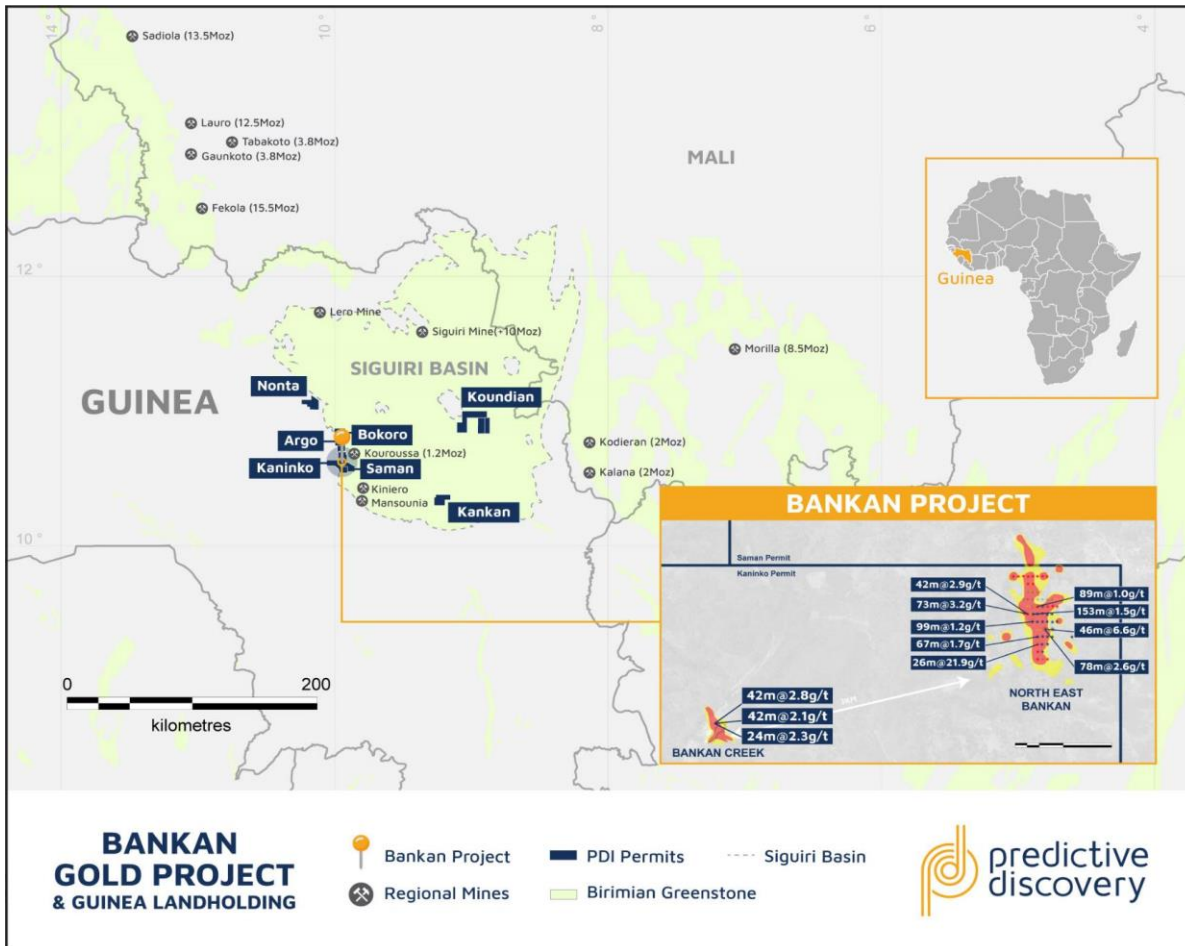 14°
10°
8°
6°
4°
12°
10°
Sadiola (13.5Moz)
Lauro (12.5Moz)
Tabakoto (3.8Moz)
Gaunkoto (3.8Moz)
Fekola (15.5Moz)
MALI
Guinea
Lero Mine
Siguiri Mine(+10Moz)
SIGUIRI BASIN
Morilla (8.5Moz)
GUINEA
Nonta
Koundian
Argo
Bokoro
Kouroussa (1.2Moz)
Kaninko
Saman
Kodieran (2Moz)
Kalana (2Moz)
Kiniero
Mansounia
Kankan
0 200
kilometres
BANKAN PROJECT
Saman Permit
Kaninko Permit
42m@2.9g/t
73m@3.2g/t
99m@1.2g/t
67m@1.7g/t
26m@21.9g/t
89m@1.0g/t
153m@1.5g/t
46m@6.6g/t
78m@2.6g/t
NORTH EAST
BANKAN
3KM
42m@2.8g/t
42m@2.1g/t
24m@2.3g/t
BANKAN CREEK
BANKAN
GOLD PROJECT
& GUINEA LANDHOLDING
Bankan Project
PDI Permits
Siguiri Basin
Regional Mines
Birimian Greenstone
predictive
discovery